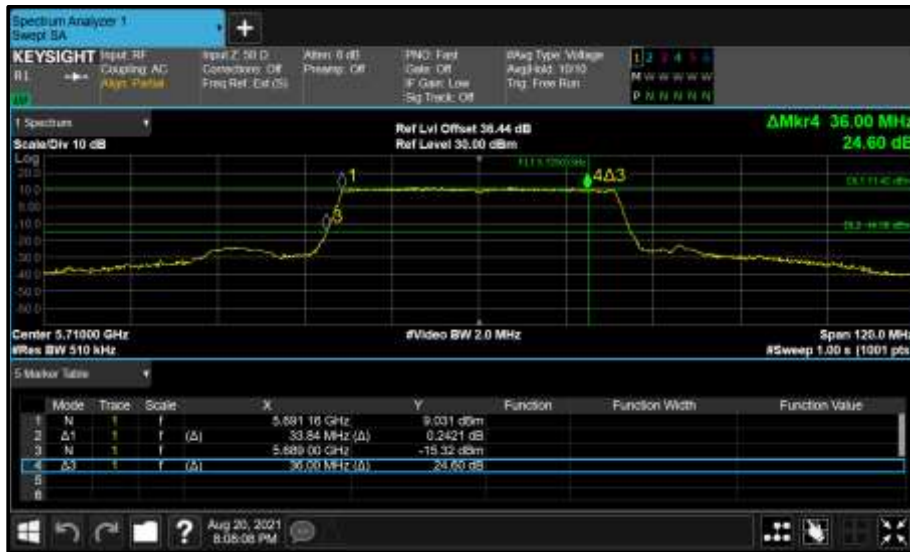 Spectrum Analyzer 1
Swept SA
+
KEYSIGHT Input: RF
R L
Coupling: AC
Align: Partial
Input Z: 50 Ω
Corrections: Off
Freq Ref: Ext (S)
Atten: 6 dB
Preamp: Off
PNO: Fast
Gate: Off
IF Gain: Low
Sig Track: Off
#Avg Type: Voltage
Avg|Hold: 10/10
Trig: Free Run
1 2 3 4 5 6
M W W W W W
P N N N N N
1 Spectrum
Scale/Div 10 dB
Ref Lvl Offset 36.44 dB
Ref Level 30.00 dBm
ΔMkr4 36.00 MHz
24.60 dB
Log
20.0
10.0
0.00
-10.0
-20.0
-30.0
-40.0
-50.0
-60.0
1
3
4Δ3
Center 5.71000 GHz
#Res BW 510 kHz
#Video BW 2.0 MHz
Span 120.0 MHz
#Sweep 1.00 s (1001 pts
5 Marker Table
Mode Trace Scale X Y Function Function Width Function Value
1 N 1 f 5.691 16 GHz 9.031 dBm
2 Δ1 1 f (Δ) 33.84 MHz (Δ) 0.2421 dB
3 N 1 f 5.689 00 GHz -15.32 dBm
4 Δ3 1 f (Δ) 36.00 MHz (Δ) 24.60 dB
5
6
?
Aug 20, 2021
8:08:08 PM